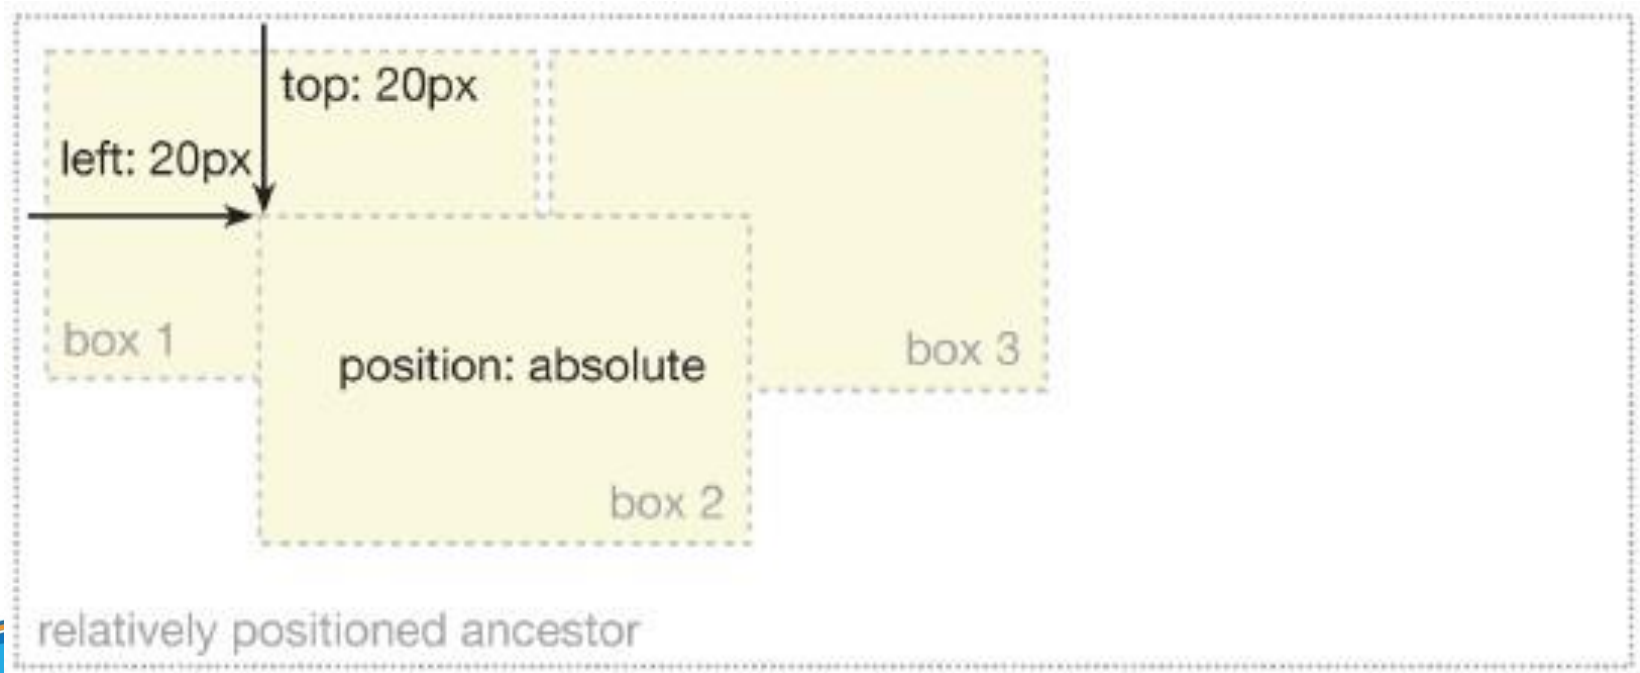 top: 20px
left: 20px
box 1
position: absolute
box 3
box 2
relatively positioned ancestor